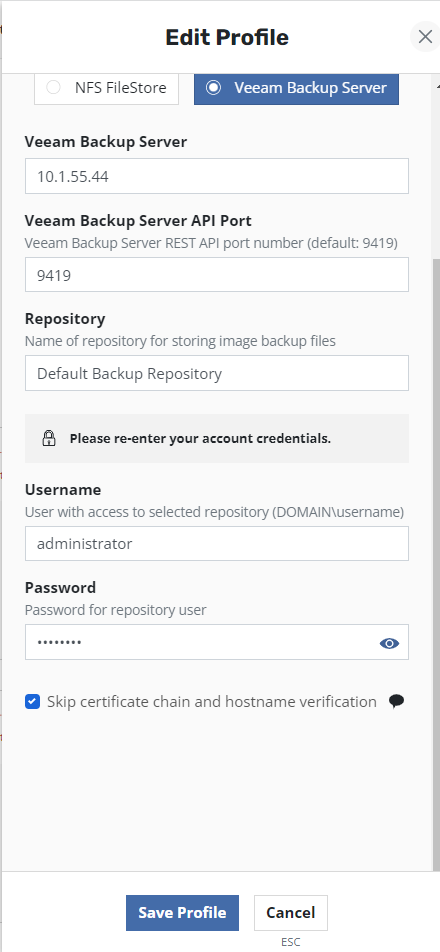 Edit Profile
NFS FileStore
Veeam Backup Server
Veeam Backup Server
10.1.55.44
Veeam Backup Server API Port
Veeam Backup Server REST API port number (default: 9419)
9419
Repository
Name of repository for storing image backup files
Default Backup Repository
Please re-enter your account credentials.
Username
User with access to selected repository (DOMAIN\username)
administrator
Password
Password for repository user
••••••••
Skip certificate chain and hostname verification
Save Profile
Cancel
ESC